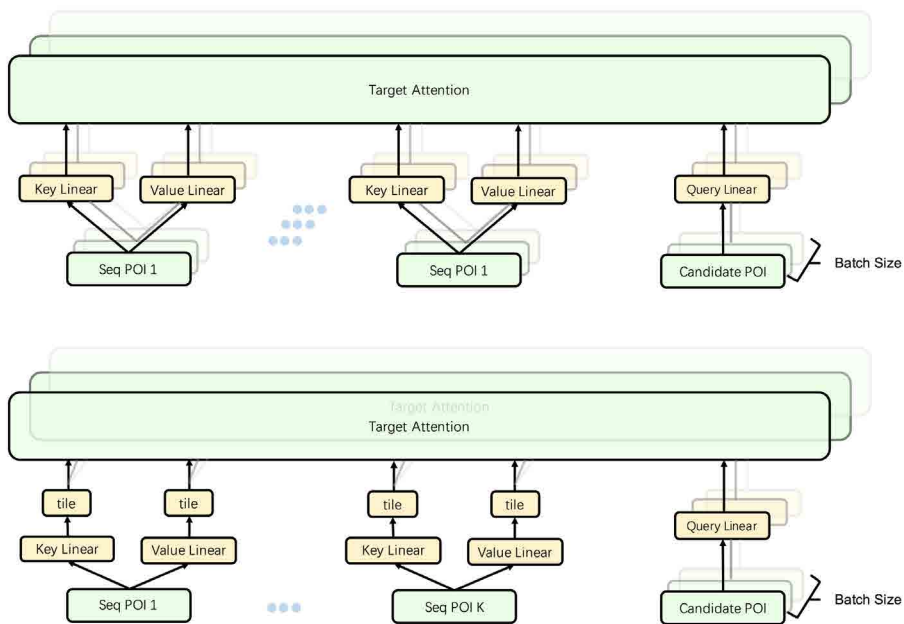 Target Attention
Key Linear
Value Linear
Key Linear
Value Linear
Query Linear
Seq POI 1
Seq POI 1
Candidate POI
Batch Size
Target Attention
Target Attention
tile
tile
tile
tile
Key Linear
Value Linear
Key Linear
Value Linear
Query Linear
Seq POI 1
Seq POI K
Candidate POI
Batch Size